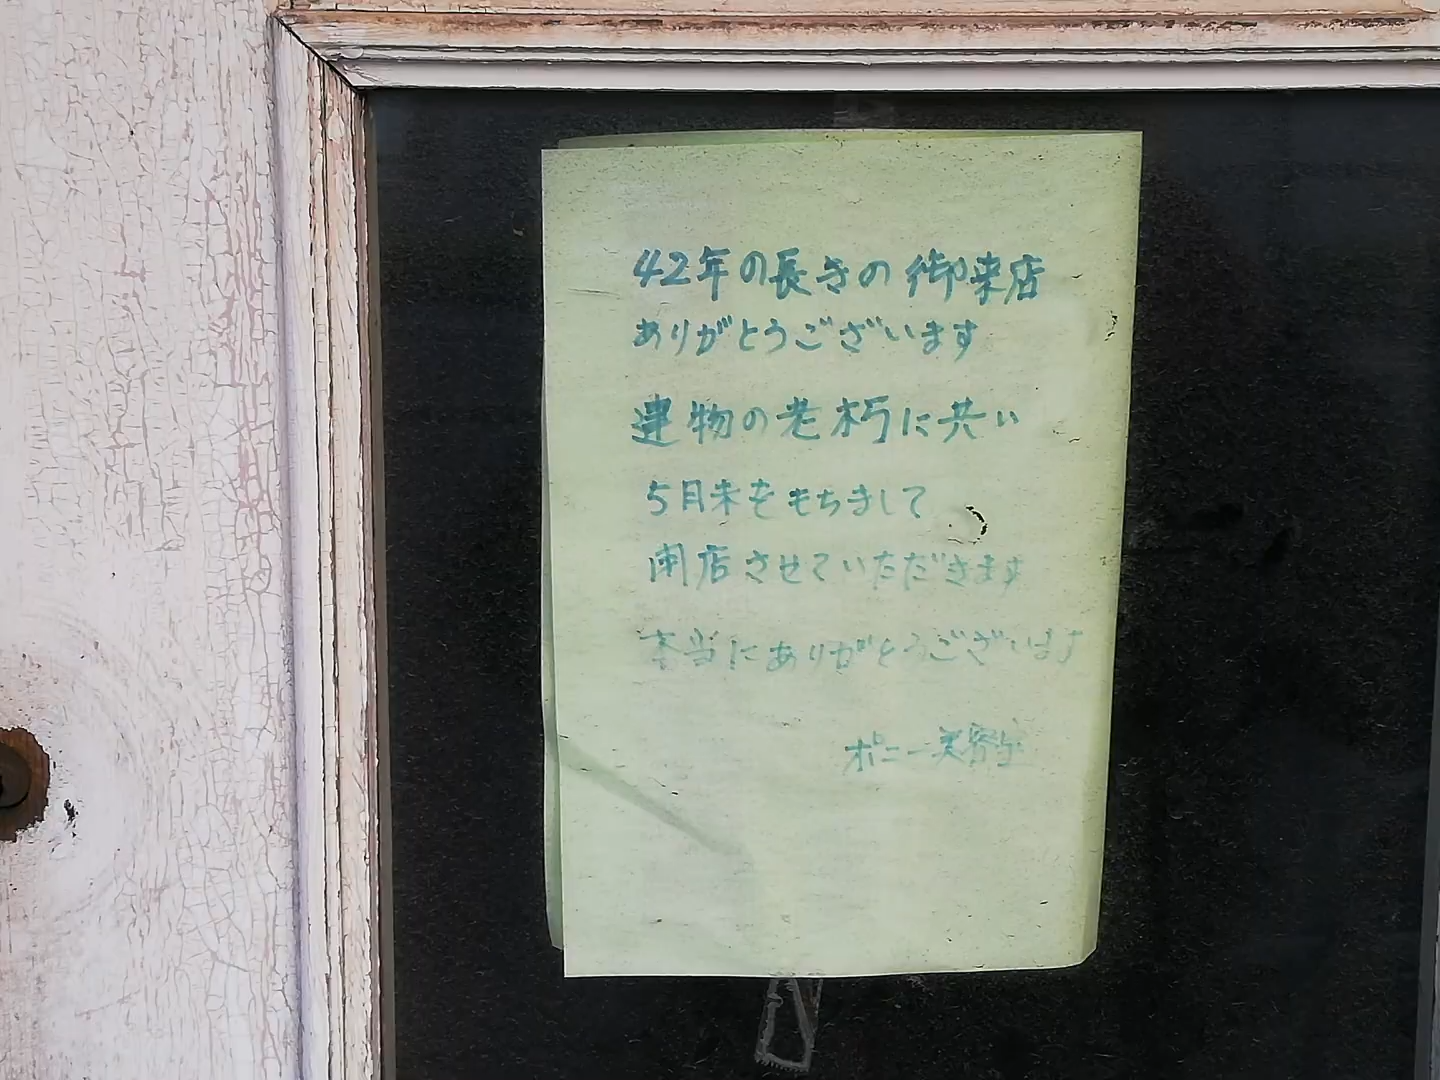 42年の長きの御来店
ありがとうございます
建物の老朽に共い
5月末をもちまして
閉店させていただきます
本当にありがとうございます
ポニー美容室